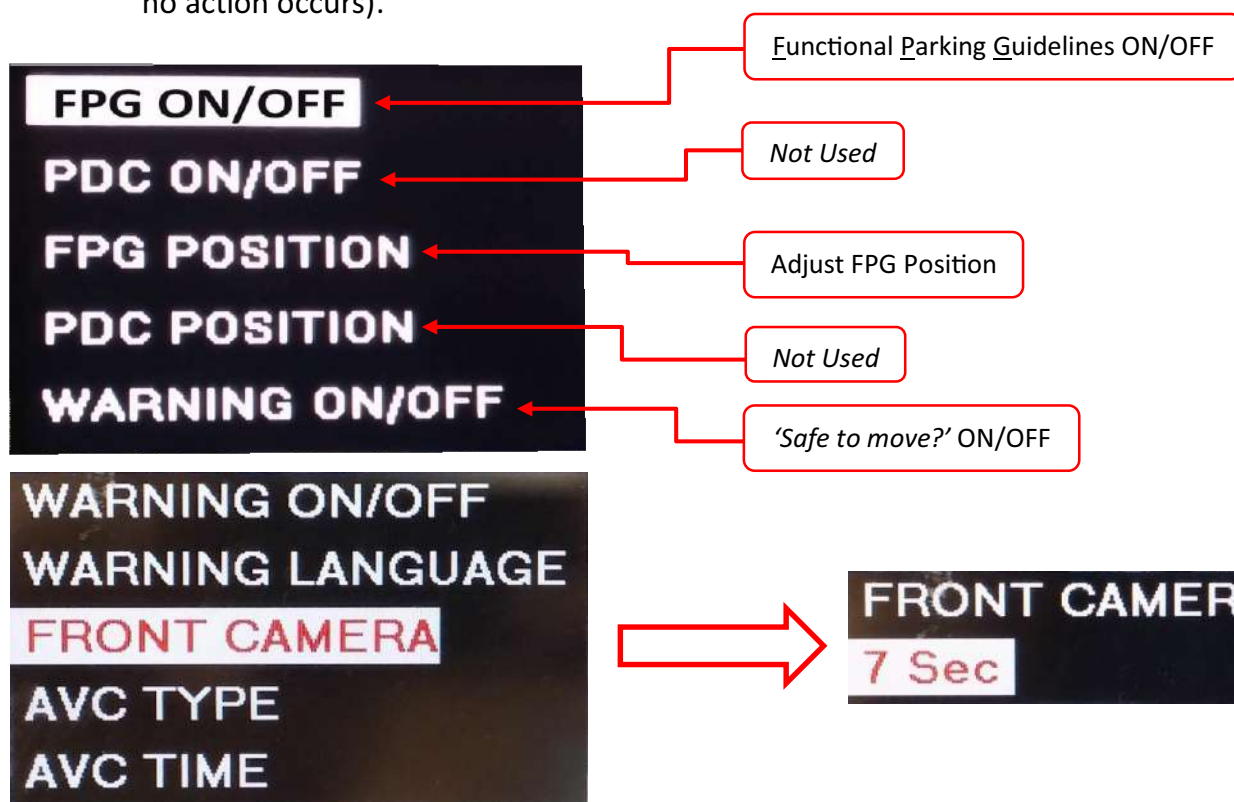 no action occurs).
Functional Parking Guidelines ON/OFF
FPG ON/OFF
Not Used
PDC ON/OFF
FPG POSITION
Adjust FPG Position
PDC POSITION
Not Used
WARNING ON/OFF
‘Safe to move?’ ON/OFF
WARNING ON/OFF
WARNING LANGUAGE
FRONT CAMERA
AVC TYPE
AVC TIME
FRONT CAMER
7 Sec